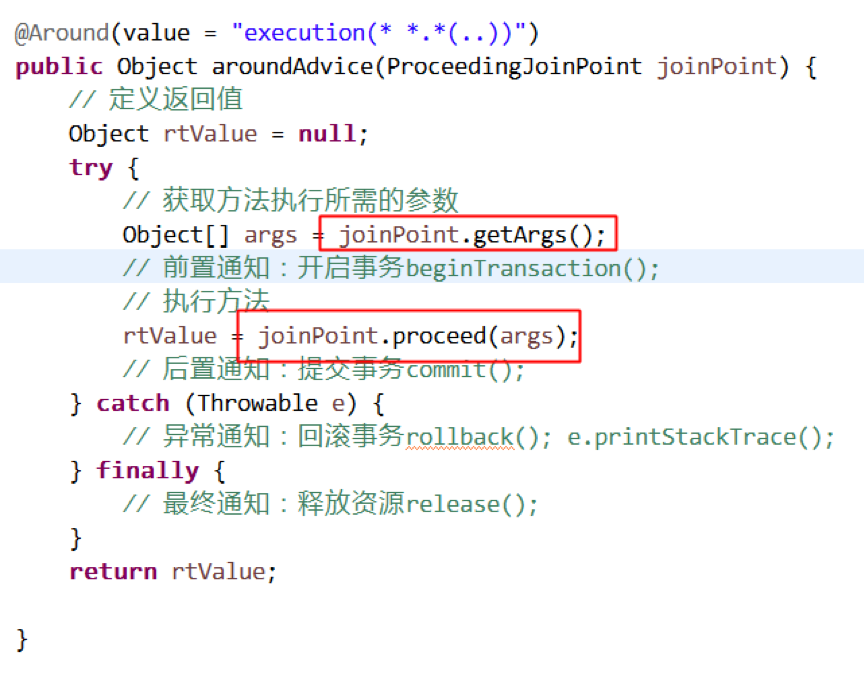 @Around(value = "execution(* *.*(..))")
public Object aroundAdvice(ProceedingJoinPoint joinPoint) {
// 定义返回值
Object rtValue = null;
try {
// 获取方法执行所需的参数
Object[] args = joinPoint.getArgs();
// 前置通知：开启事务beginTransaction();
// 执行方法
rtValue = joinPoint.proceed(args);
// 后置通知：提交事务commit();
} catch (Throwable e) {
// 异常通知：回滚事务rollback(); e.printStackTrace();
} finally {
// 最终通知：释放资源release();
}
return rtValue;
}